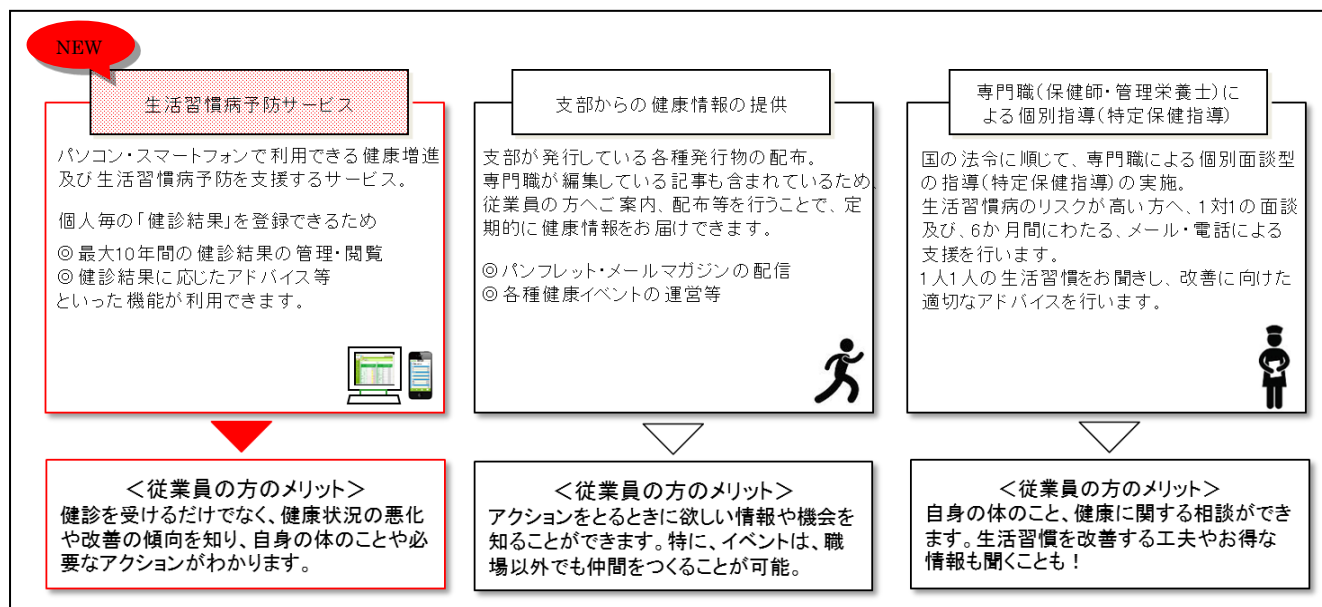 NEW
生活習慣病予防サービス
パソコン・スマートフォンで利用できる健康増進
及び生活習慣病予防を支援するサービス。
個人毎の「健診結果」を登録できるため
◎最大10年間の健診結果の管理・閲覧
◎健診結果に応じたアドバイス等
といった機能が利用できます。
＜従業員の方のメリット＞
健診を受けるだけでなく、健康状況の悪化
や改善の傾向を知り、自身の体のことや必
要なアクションがわかります。
支部からの健康情報の提供
支部が発行している各種発行物の配布。
専門職が編集している記事も含まれているため、
従業員の方へご案内、配布等を行うことで、定
期的に健康情報をお届けできます。
◎パンフレット・メールマガジンの配信
◎各種健康イベントの運営等
＜従業員の方のメリット＞
アクションをとるときに欲しい情報や機会を
知ることができます。特に、イベントは、職
場以外でも仲間をつくることが可能。
専門職（保健師・管理栄養士）に
よる個別指導（特定保健指導）
国の法令に順じて、専門職による個別面談型
の指導（特定保健指導）の実施。
生活習慣病のリスクが高い方へ、1対1の面談
及び、6か月間にわたる、メール・電話による
支援を行います。
1人1人の生活習慣をお聞きし、改善に向けた
適切なアドバイスを行います。
＜従業員の方のメリット＞
自身の体のこと、健康に関する相談ができ
ます。生活習慣を改善する工夫やお得な
情報も聞くことも！